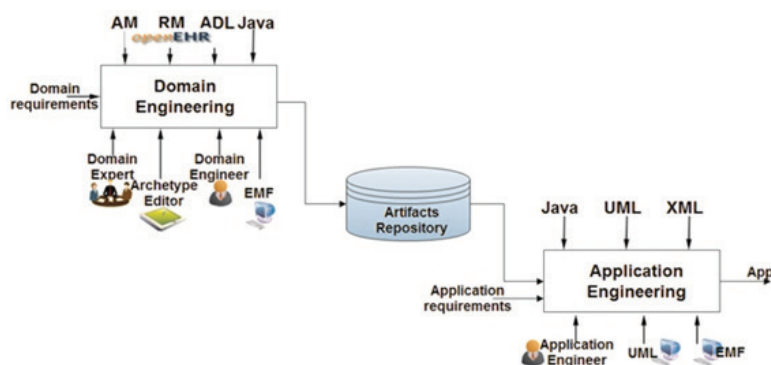 AM RM ADL Java
openEHR
Domain
requirements
Domain
Engineering
Domain
Expert
Archetype
Editor
Domain
Engineer
EMF
Artifacts
Repository
Java UML XML
Application
requirements
Application
Engineering
App
Application
Engineer
UML
EMF